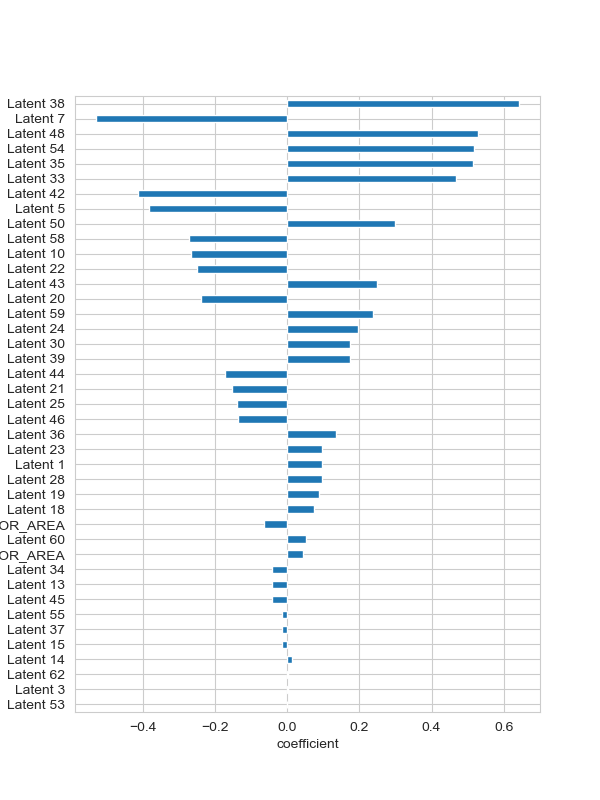 Latent 38
Latent 7
Latent 48
Latent 54
Latent 35
Latent 33
Latent 42
Latent 5
Latent 50
Latent 58
Latent 10
Latent 22
Latent 43
Latent 20
Latent 59
Latent 24
Latent 30
Latent 39
Latent 44
Latent 21
Latent 25
Latent 46
Latent 36
Latent 23
Latent 1
Latent 28
Latent 19
Latent 18
OR_AREA
Latent 60
OR_AREA
Latent 34
Latent 13
Latent 45
Latent 55
Latent 37
Latent 15
Latent 14
Latent 62
Latent 3
Latent 53
−0.4 −0.2 0.0 0.2 0.4 0.6
coefficient